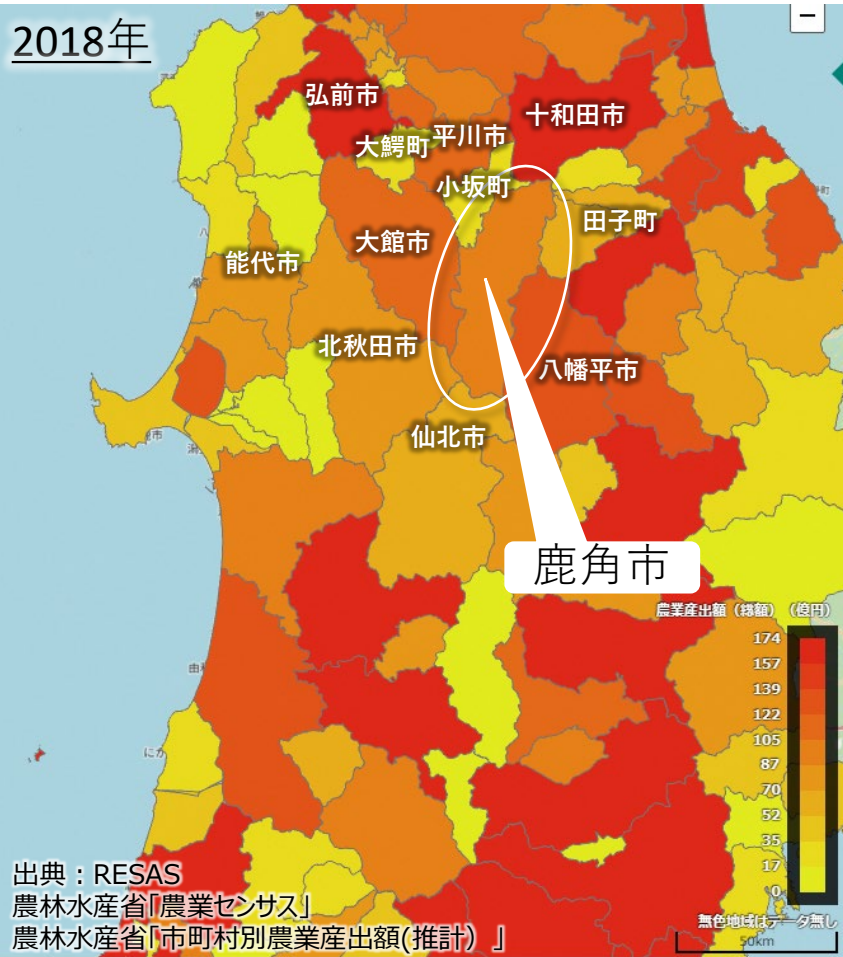 2018年
弘前市
十和田市
平川市
大鰐町
小坂町
田子町
大館市
能代市
北秋田市
八幡平市
仙北市
鹿角市
農業産出額（総額）（億円）
174
157
139
122
105
87
70
52
35
17
0
無色地域はデータ無し
50km
出典：RESAS
農林水産省「農業センサス」
農林水産省「市町村別農業産出額(推計）」